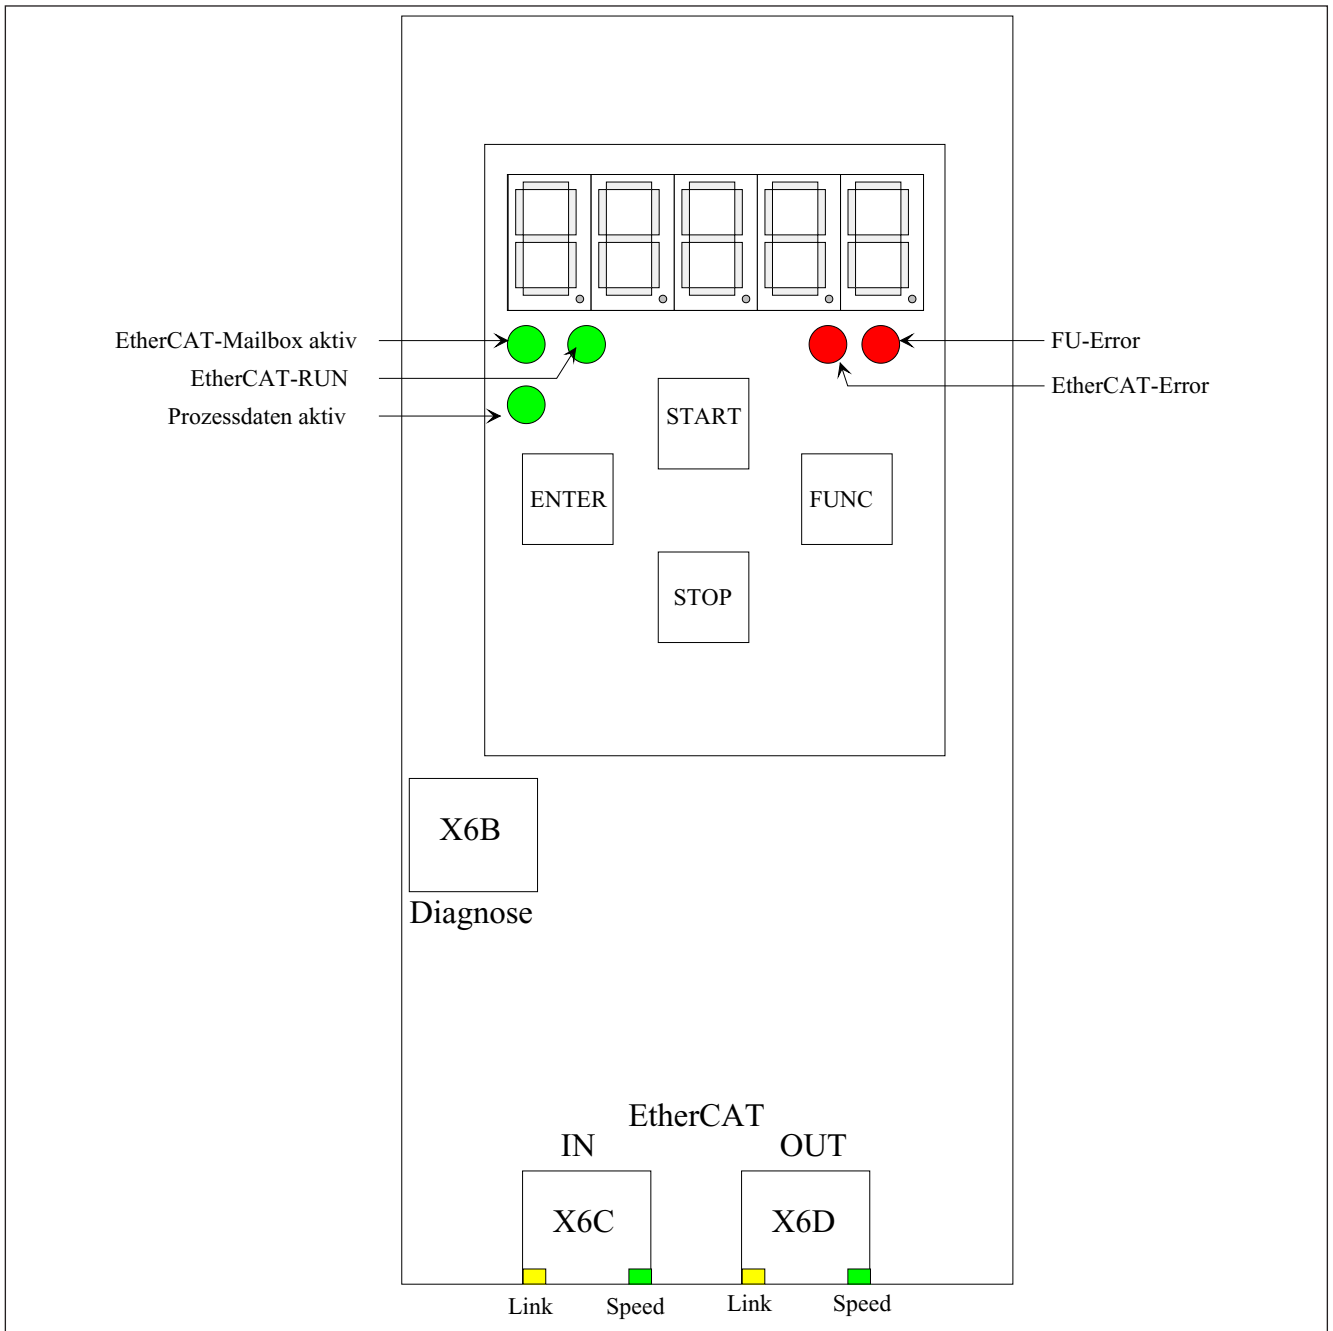 EtherCAT-Mailbox aktiv
FU-Error
EtherCAT-RUN
EtherCAT-Error
Prozessdaten aktiv
START
ENTER
FUNC
STOP
X6B
Diagnose
EtherCAT
IN
OUT
X6C
X6D
Link
Speed
Link
Speed